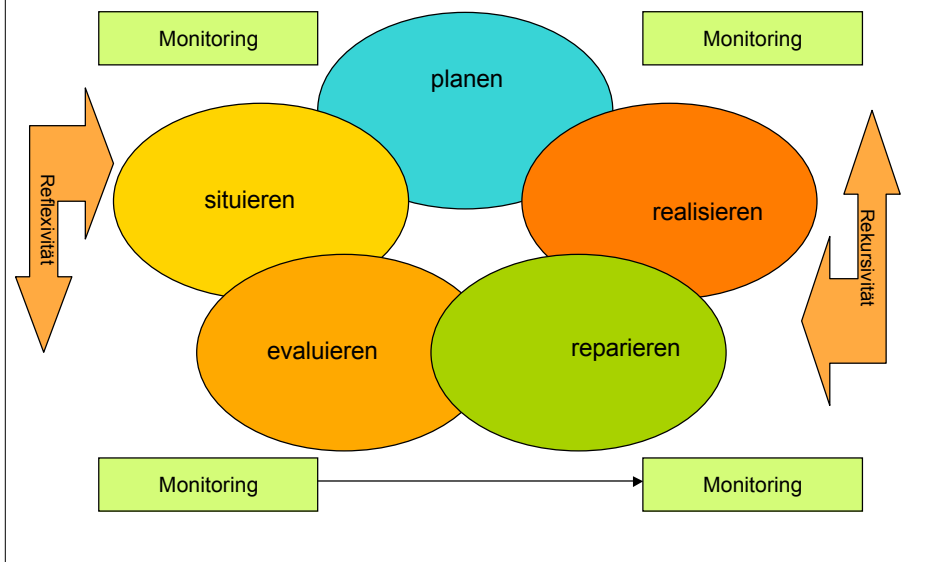 Monitoring
Monitoring
planen
situieren
realisieren
Reflexivität
Rekursivität
evaluieren
reparieren
Monitoring
Monitoring